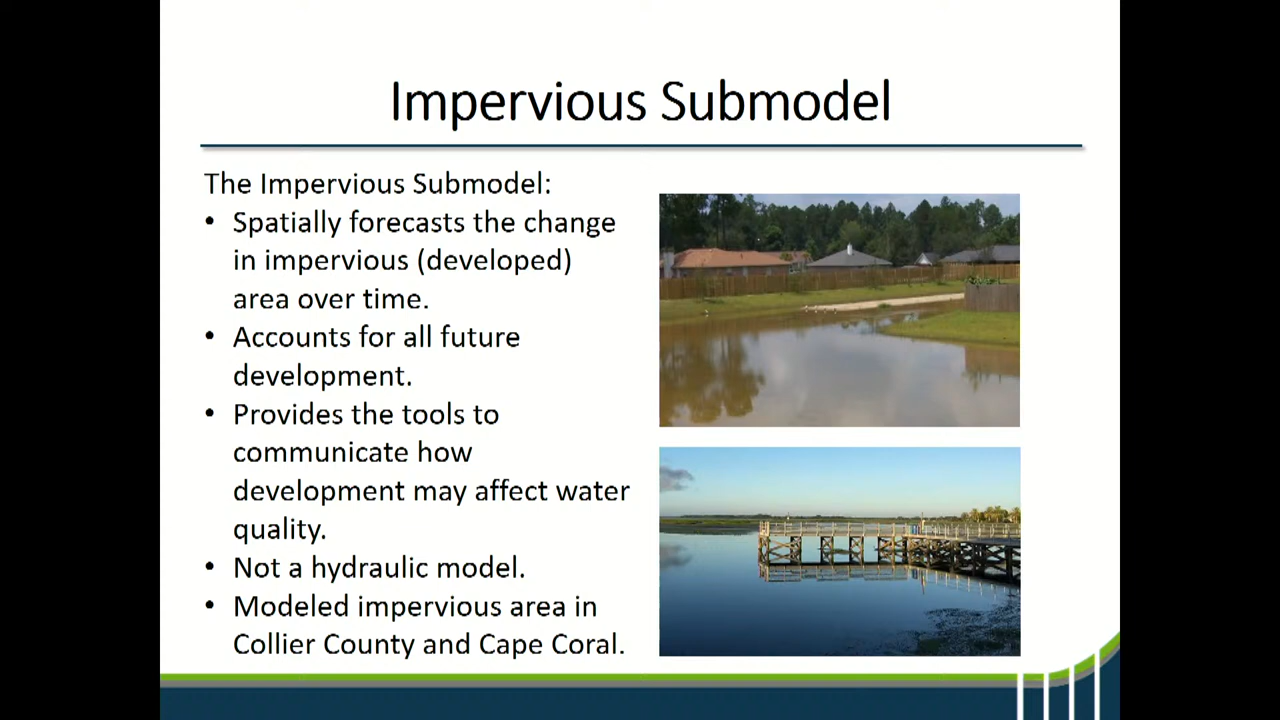 Impervious Submodel
The Impervious Submodel:
• Spatially forecasts the change
in impervious (developed)
area over time.
• Accounts for all future
development.
• Provides the tools to
communicate how
development may affect water
quality.
• Not a hydraulic model.
• Modeled impervious area in
Collier County and Cape Coral.